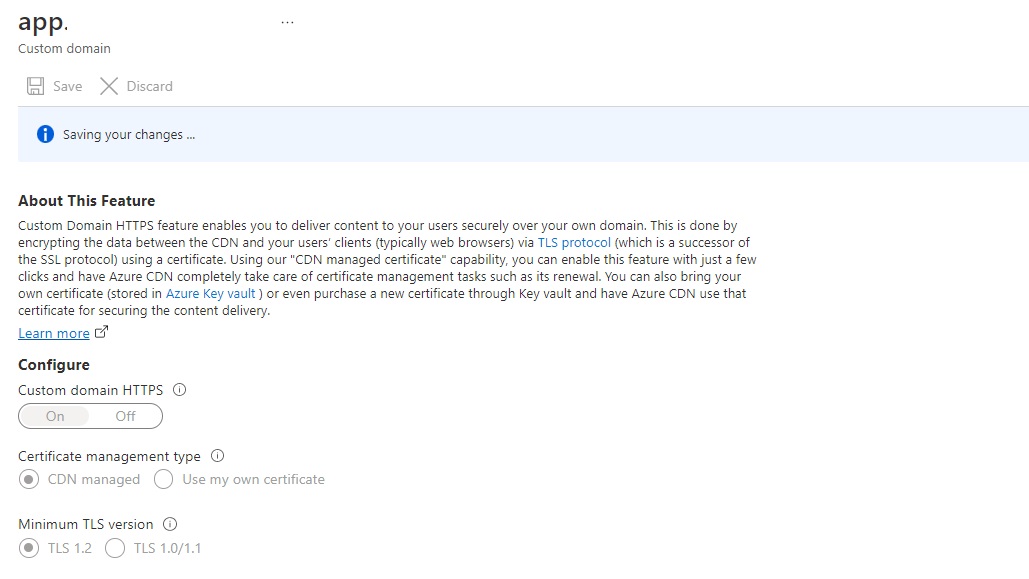 app.
...
Custom domain
Save
Discard
Saving your changes ...
About This Feature
Custom Domain HTTPS feature enables you to deliver content to your users securely over your own domain. This is done by
encrypting the data between the CDN and your users' clients (typically web browsers) via TLS protocol (which is a successor of
the SSL protocol) using a certificate. Using our "CDN managed certificate" capability, you can enable this feature with just a few
clicks and have Azure CDN completely take care of certificate management tasks such as its renewal. You can also bring your
own certificate (stored in Azure Key vault ) or even purchase a new certificate through Key vault and have Azure CDN use that
certificate for securing the content delivery.
Learn more
Configure
Custom domain HTTPS
On Off
Certificate management type
CDN managed Use my own certificate
Minimum TLS version
TLS 1.2 TLS 1.0/1.1